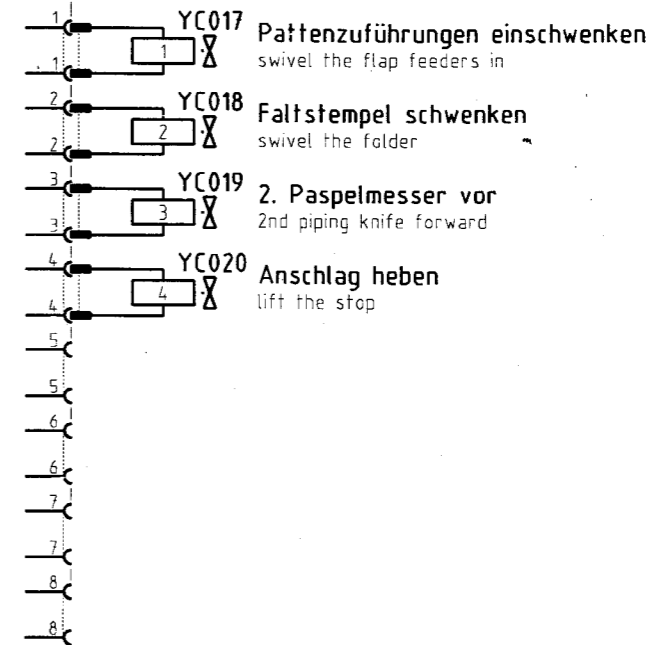 1 YC017 Pattenzuführungen einschwenken
1 1 swivel the flap feeders in
2 YC018 Faltstempel schwenken
2 2 swivel the folder
3 YC019 2. Paspelmesser vor
3 3 2nd piping knife forward
4 YC020 Anschlag heben
4 4 lift the stop
5
5
6
6
7
7
8
8